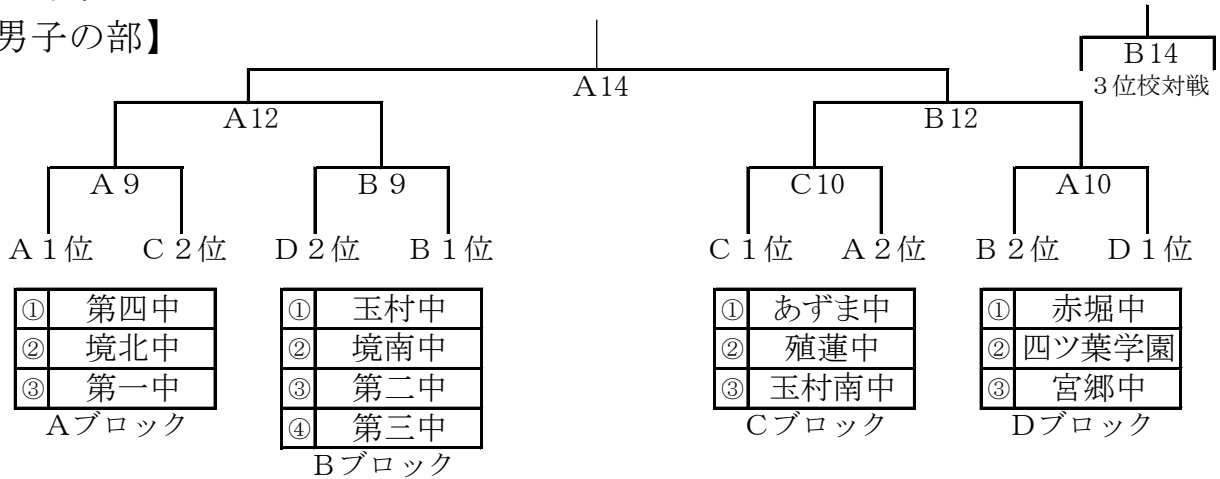 男子の部】
B14
3位校対戦
A14
A12 B12
A9 B9 C10 A10
A1位 C2位 D2位 B1位 C1位 A2位 B2位 D1位
① 第四中 ① 玉村中 ① あずま中 ① 赤堀中
② 境北中 ② 境南中 ② 殖蓮中 ② 四ツ葉学園
③ 第一中 ③ 第二中 ③ 玉村南中 ③ 宮郷中
Aブロック ④ 第三中 Cブロック Dブロック
Bブロック